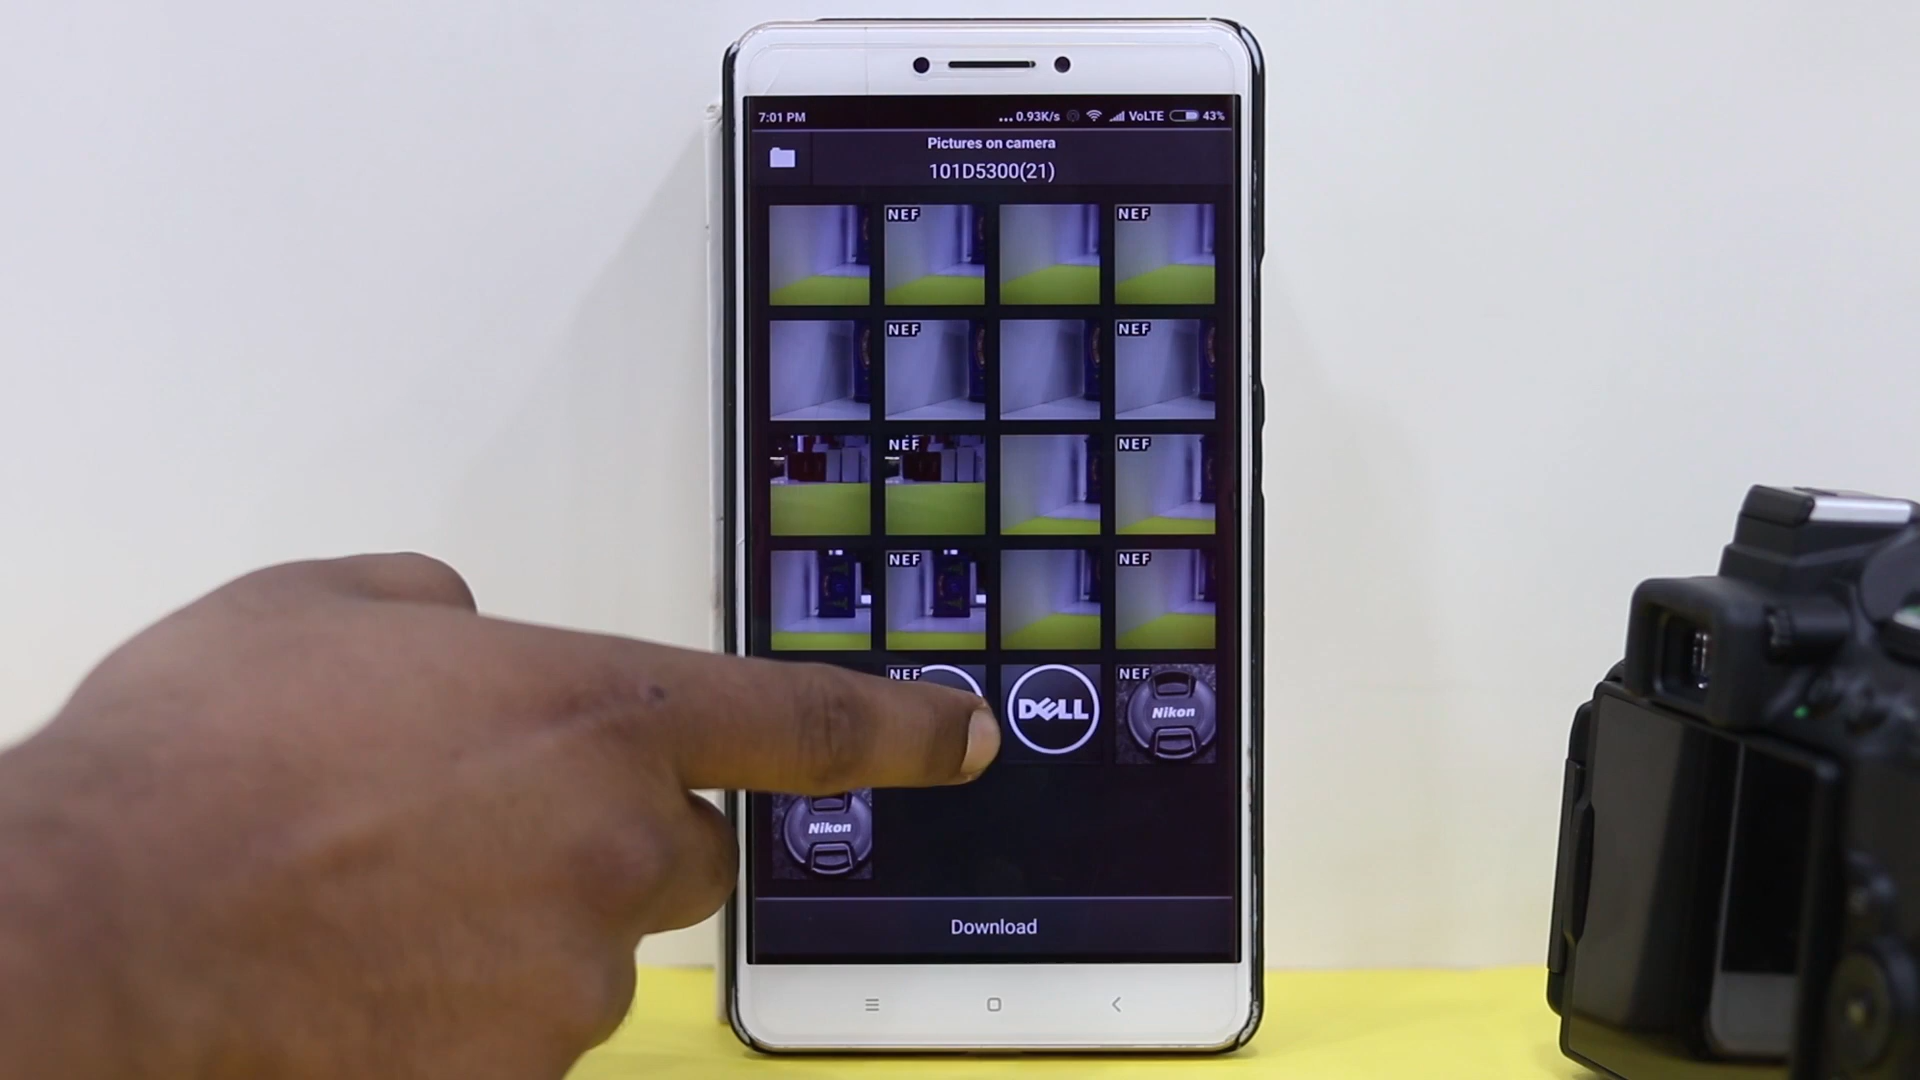 7:01 PM ... 0.93K/s VoLTE 43%
Pictures on camera
101D5300(21)
NEF NEF
NEF NEF
NEF NEF
NEF NEF
NEF DELL NEF Nikon
Nikon
Download